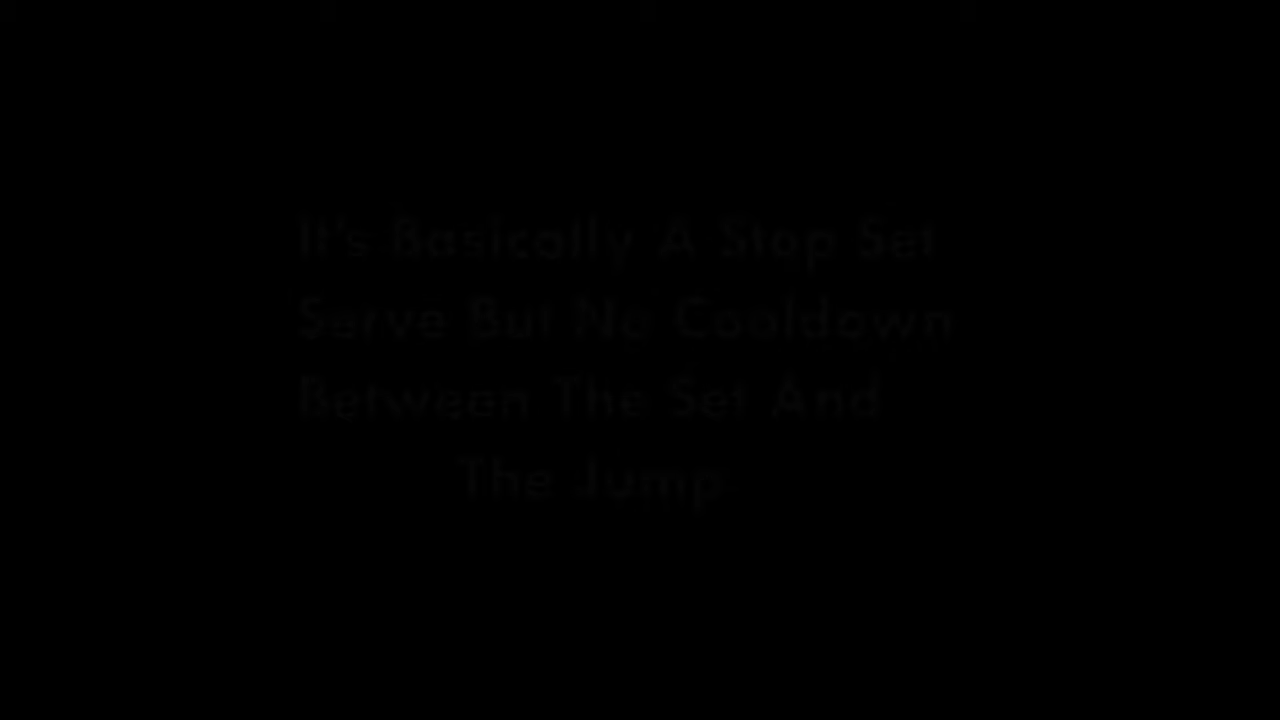 It's Basically A Stop Set
Serve But No Cooldown
Between The Set And
The Jump